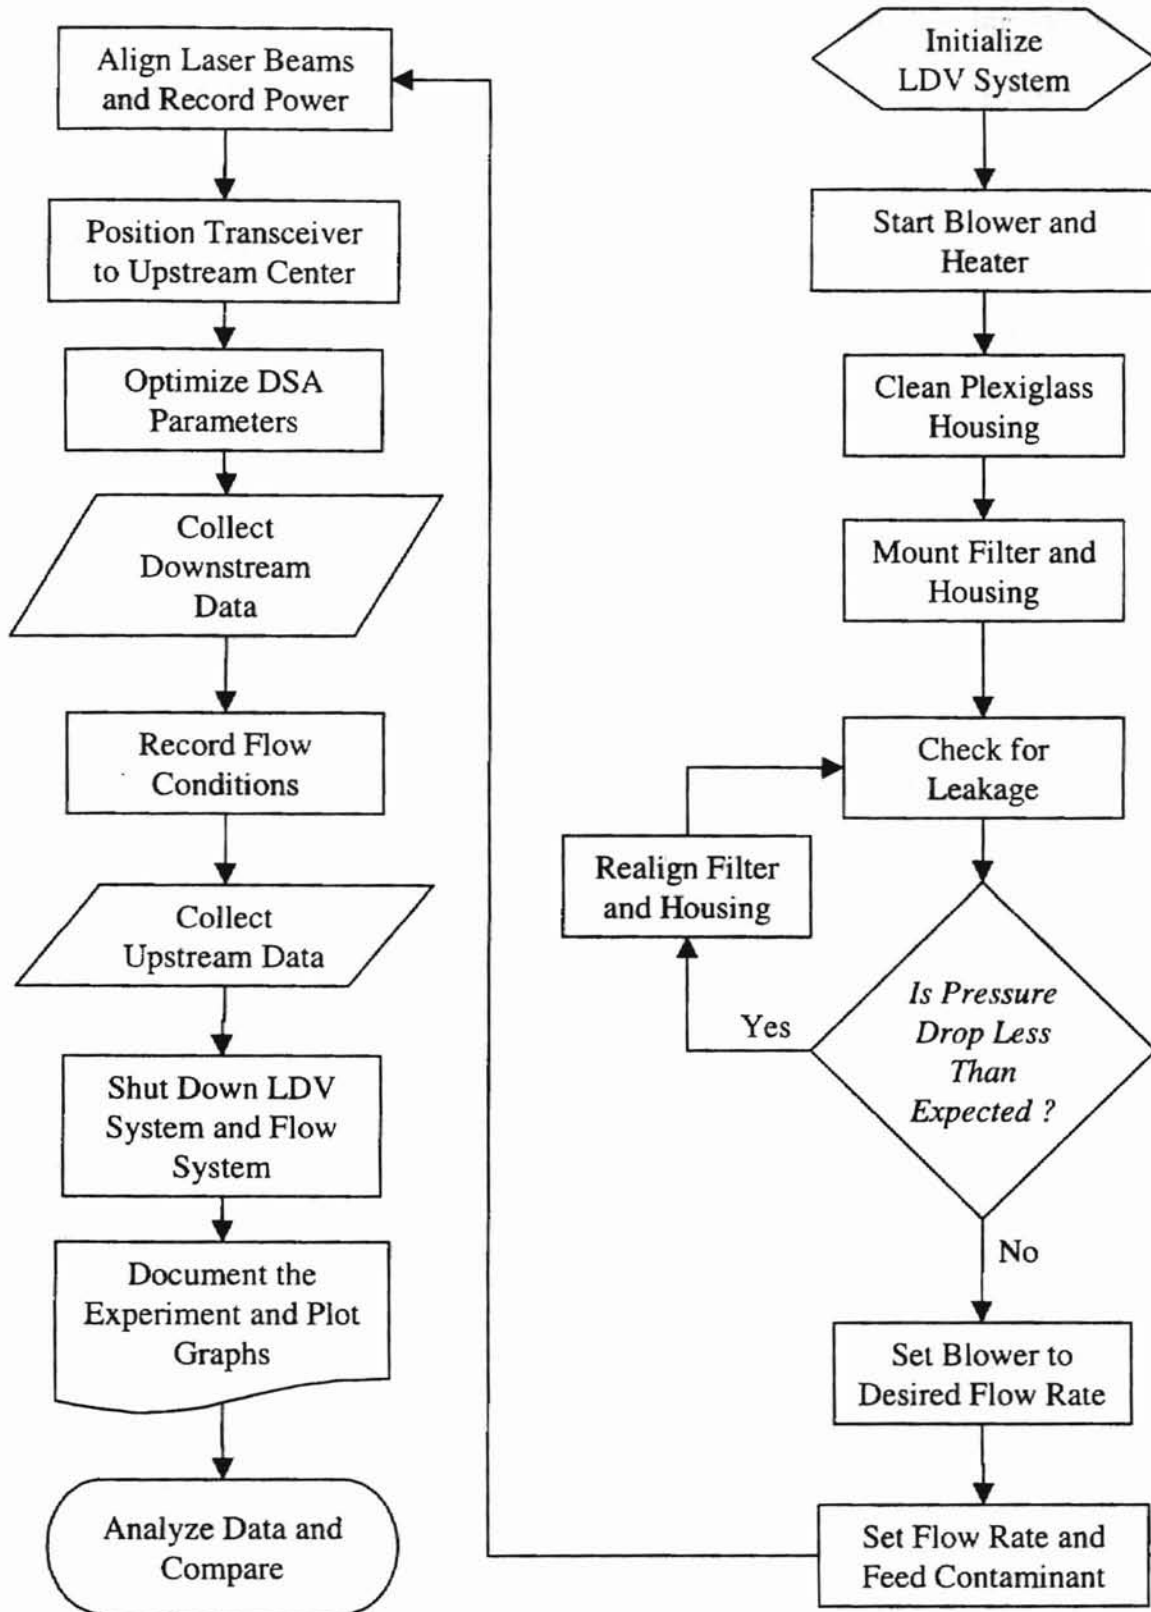 Initialize
LDV System
Start Blower and
Heater
Clean Plexiglass
Housing
Mount Filter and
Housing
Check for
Leakage
Realign Filter
and Housing
Is Pressure
Drop Less
Than
Expected ?
Yes
No
Set Blower to
Desired Flow Rate
Set Flow Rate and
Feed Contaminant
Align Laser Beams
and Record Power
Position Transceiver
to Upstream Center
Optimize DSA
Parameters
Collect
Downstream
Data
Record Flow
Conditions
Collect
Upstream Data
Shut Down LDV
System and Flow
System
Document the
Experiment and Plot
Graphs
Analyze Data and
Compare